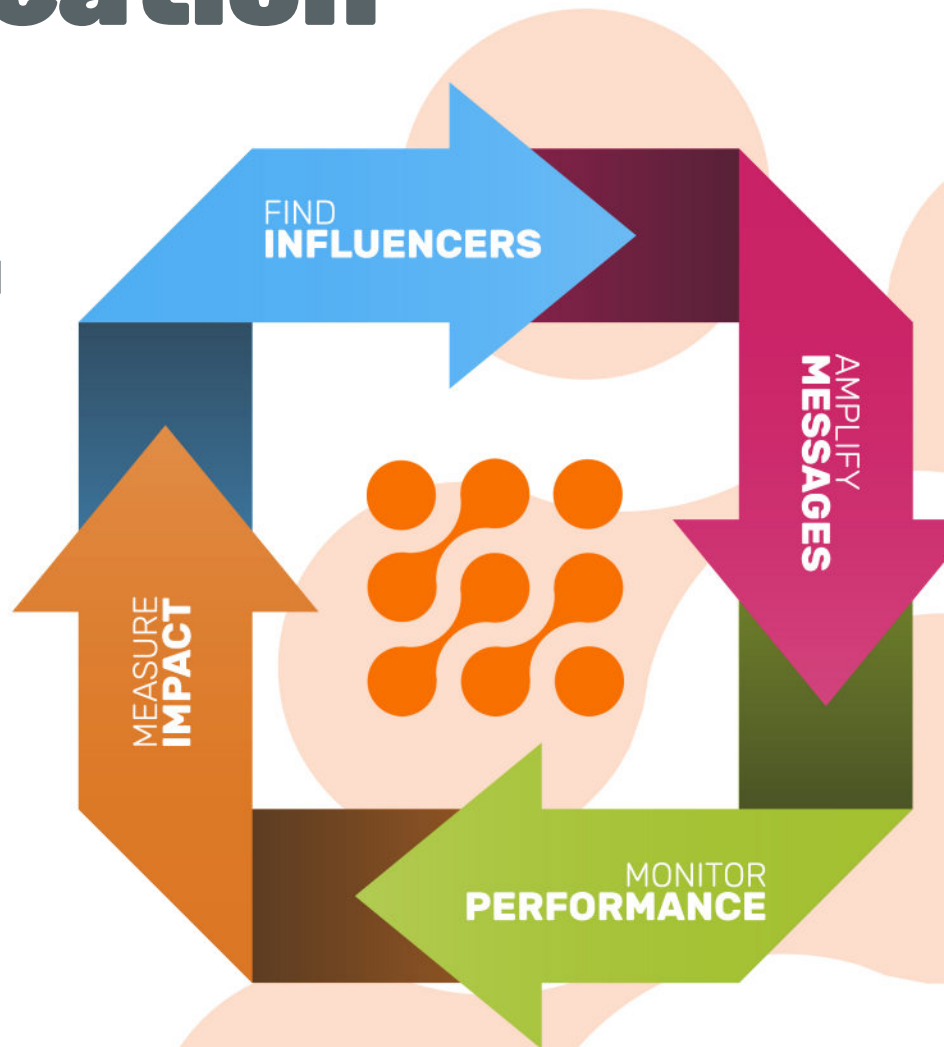 FIND
INFLUENCERS
AMPLIFY
MESSAGES
MONITOR
PERFORMANCE
MEASURE
IMPACT